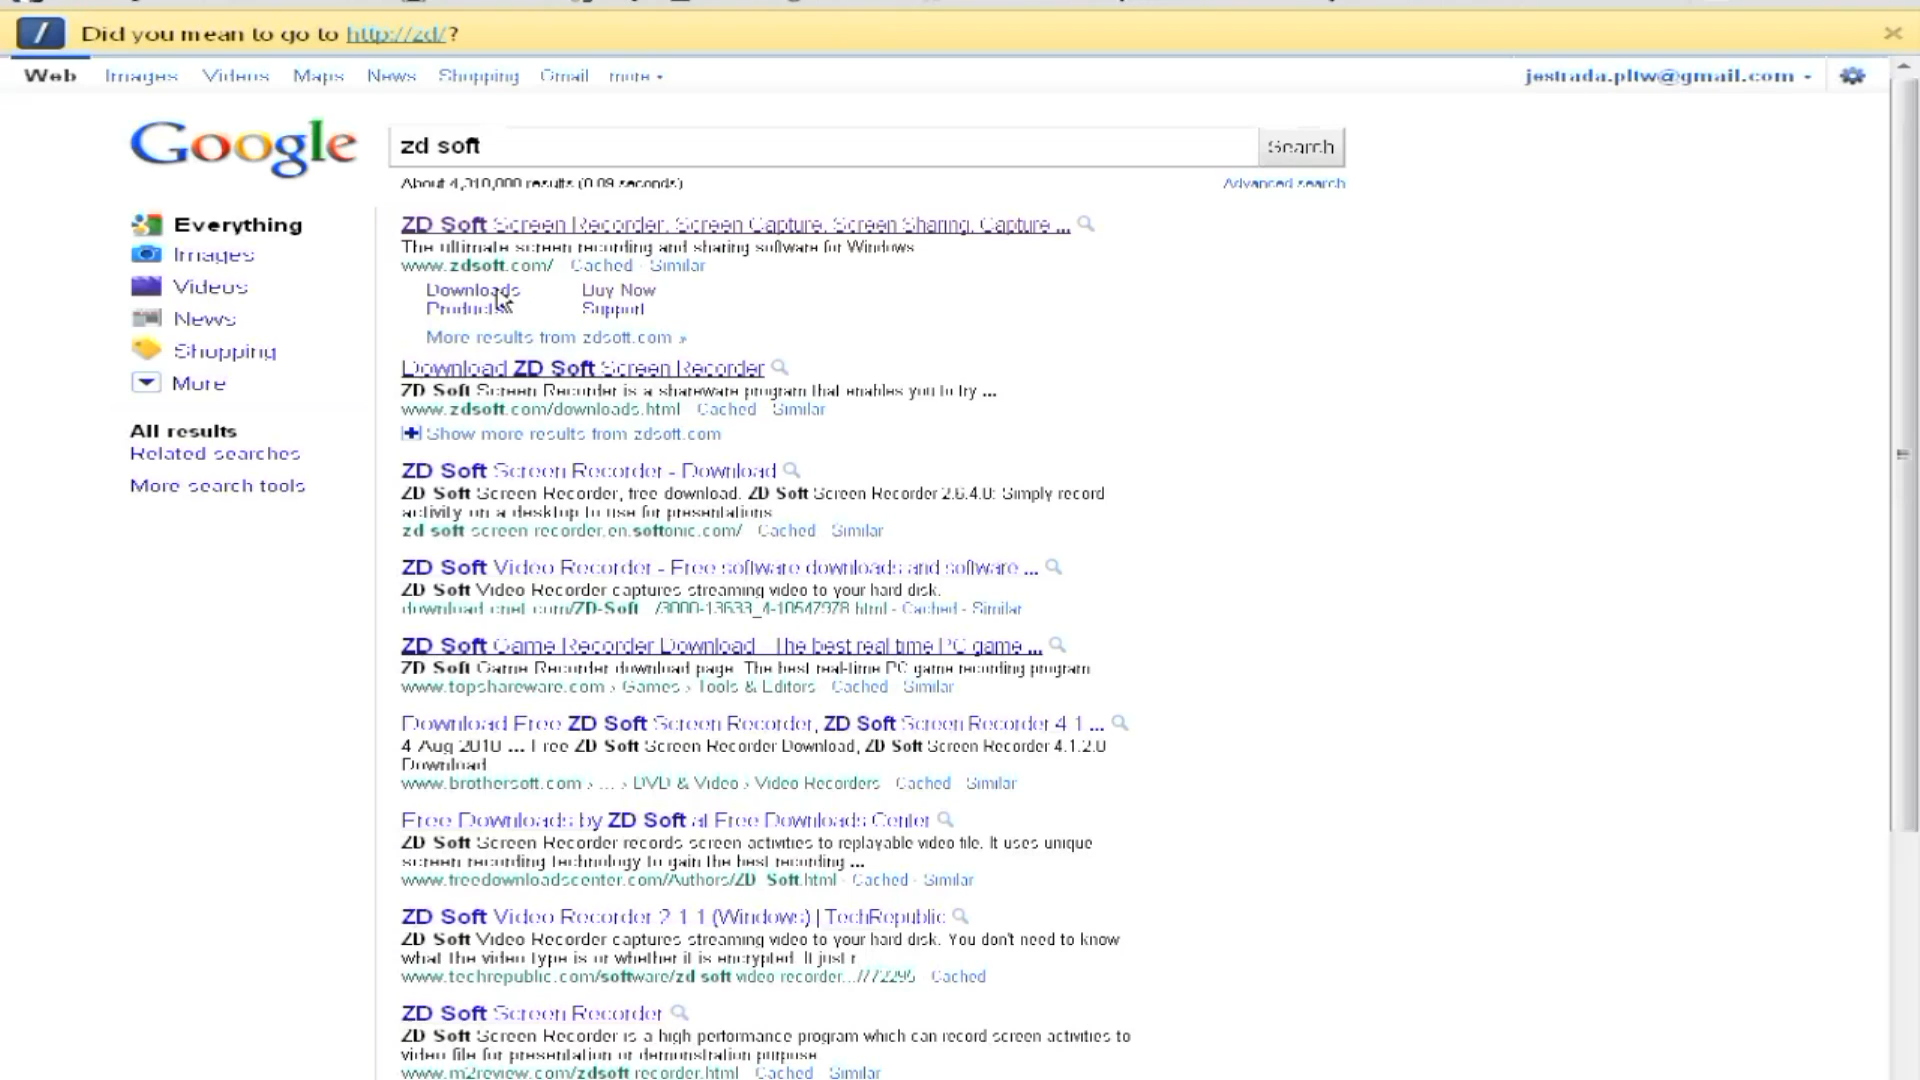 Did you mean to go to http://zd/?
Web Images Videos Maps News Shopping Gmail more
jestrada.pltw@gmail.com
Google
zd soft
Search
About 4,310,000 results (0.09 seconds)
Advanced search
Everything
Images
Videos
News
Shopping
More
All results
Related searches
More search tools
ZD Soft Screen Recorder, Screen Capture, Screen Sharing, Capture ...
The ultimate screen recording and sharing software for Windows
www.zdsoft.com/ Cached - Similar
Downloads Buy Now
Products Support
More results from zdsoft.com »
Download ZD Soft Screen Recorder
ZD Soft Screen Recorder is a shareware program that enables you to try ...
www.zdsoft.com/downloads.html Cached Similar
Show more results from zdsoft.com
ZD Soft Screen Recorder - Download
ZD Soft Screen Recorder, free download. ZD Soft Screen Recorder 2.6.4.0: Simply record
activity on a desktop to use for presentations
zd soft screen recorder.en.softonic.com/ Cached Similar
ZD Soft Video Recorder - Free software downloads and software ...
ZD Soft Video Recorder captures streaming video to your hard disk.
download.cnet.com/ZD-Soft /3000-13633_4-10547978.html - Cached - Similar
ZD Soft Game Recorder Download The best real time PC game ...
ZD Soft Game Recorder download page. The best real-time PC game recording program
www.topshareware.com › Games › Tools & Editors Cached Similar
Download Free ZD Soft Screen Recorder, ZD Soft Screen Recorder 4.1 ...
4 Aug 2010 ... Free ZD Soft Screen Recorder Download, ZD Soft Screen Recorder 4.1.2.0
Download
www.brothersoft.com › ... › DVD & Video › Video Recorders Cached Similar
Free Downloads by ZD Soft at Free Downloads Center
ZD Soft Screen Recorder records screen activities to replayable video file. It uses unique
screen recording technology to gain the best recording ...
www.freedownloadscenter.com/Authors/ZD_Soft.html - Cached - Similar
ZD Soft Video Recorder 2.1.1 (Windows) | TechRepublic
ZD Soft Video Recorder captures streaming video to your hard disk. You don't need to know
what the video type is or whether it is encrypted. It just r
www.techrepublic.com/software/zd soft video recorder.../772295 Cached
ZD Soft Screen Recorder
ZD Soft Screen Recorder is a high performance program which can record screen activities to
video file for presentation or demonstration purpose
www.m2review.com/zdsoft recorder.html Cached Similar